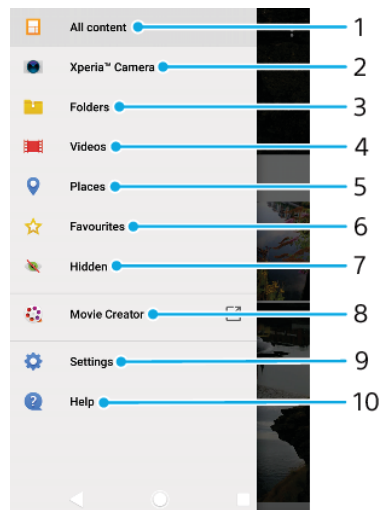 All content 1
Xperia™ Camera 2
Folders 3
Videos 4
Places 5
Favourites 6
Hidden 7
Movie Creator 8
Settings 9
Help 10